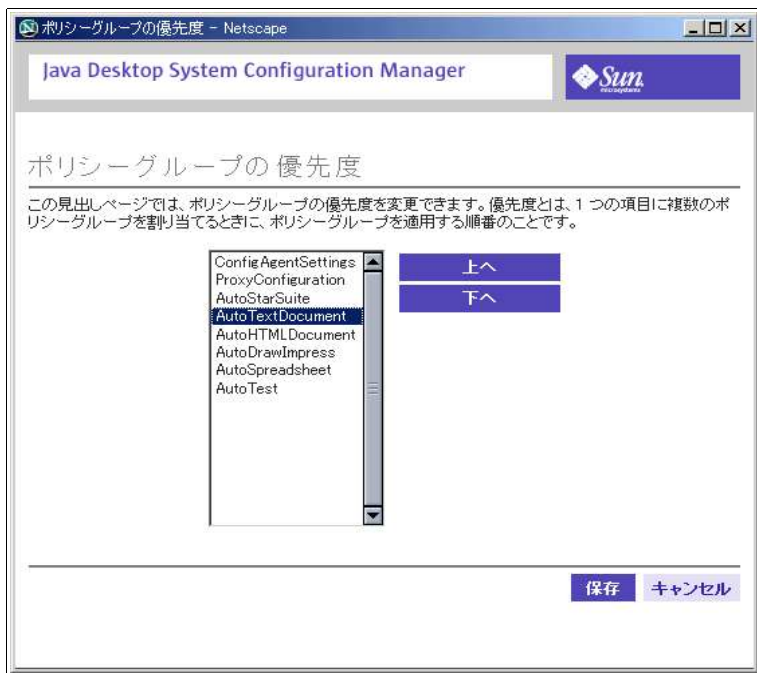 ポリシーグループの優先度 - Netscape
Java Desktop System Configuration Manager
Sun
microsystems
ポリシーグループの優先度
この見出しページでは、ポリシーグループの優先度を変更できます。優先度とは、1 つの項目に複数のポ
リシーグループを割り当てるときに、ポリシーグループを適用する順番のことです。
ConfigAgentSettings
ProxyConfiguration
AutoStarSuite
AutoTextDocument
AutoHTMLDocument
AutoDrawImpress
AutoSpreadsheet
AutoTest
上へ
下へ
保存 キャンセル